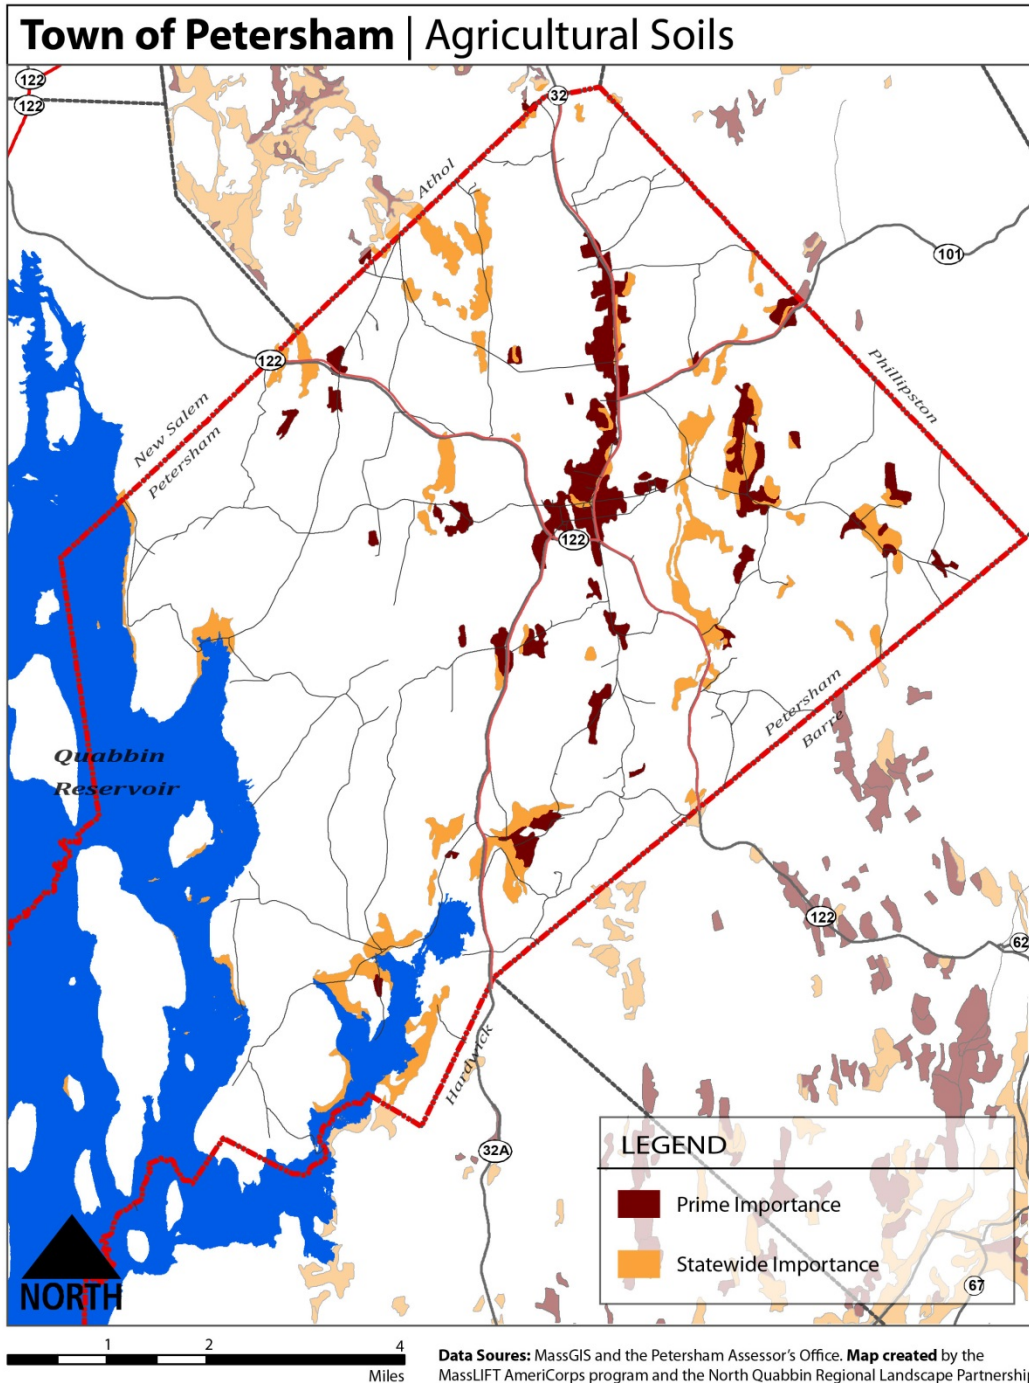 Town of Petersham | Agricultural Soils
122
122
32
Athol
101
122
New Salem
Petersham
Phillipston
122
Petersham
Barre
Quabbin
Reservoir
122
62
Hardwick
32A
LEGEND
Prime Importance
Statewide Importance
67
NORTH
1 2 4
Miles
Data Soures: MassGIS and the Petersham Assessor's Office. Map created by the
MassLIFT AmeriCorps program and the North Quabbin Regional Landscape Partnership